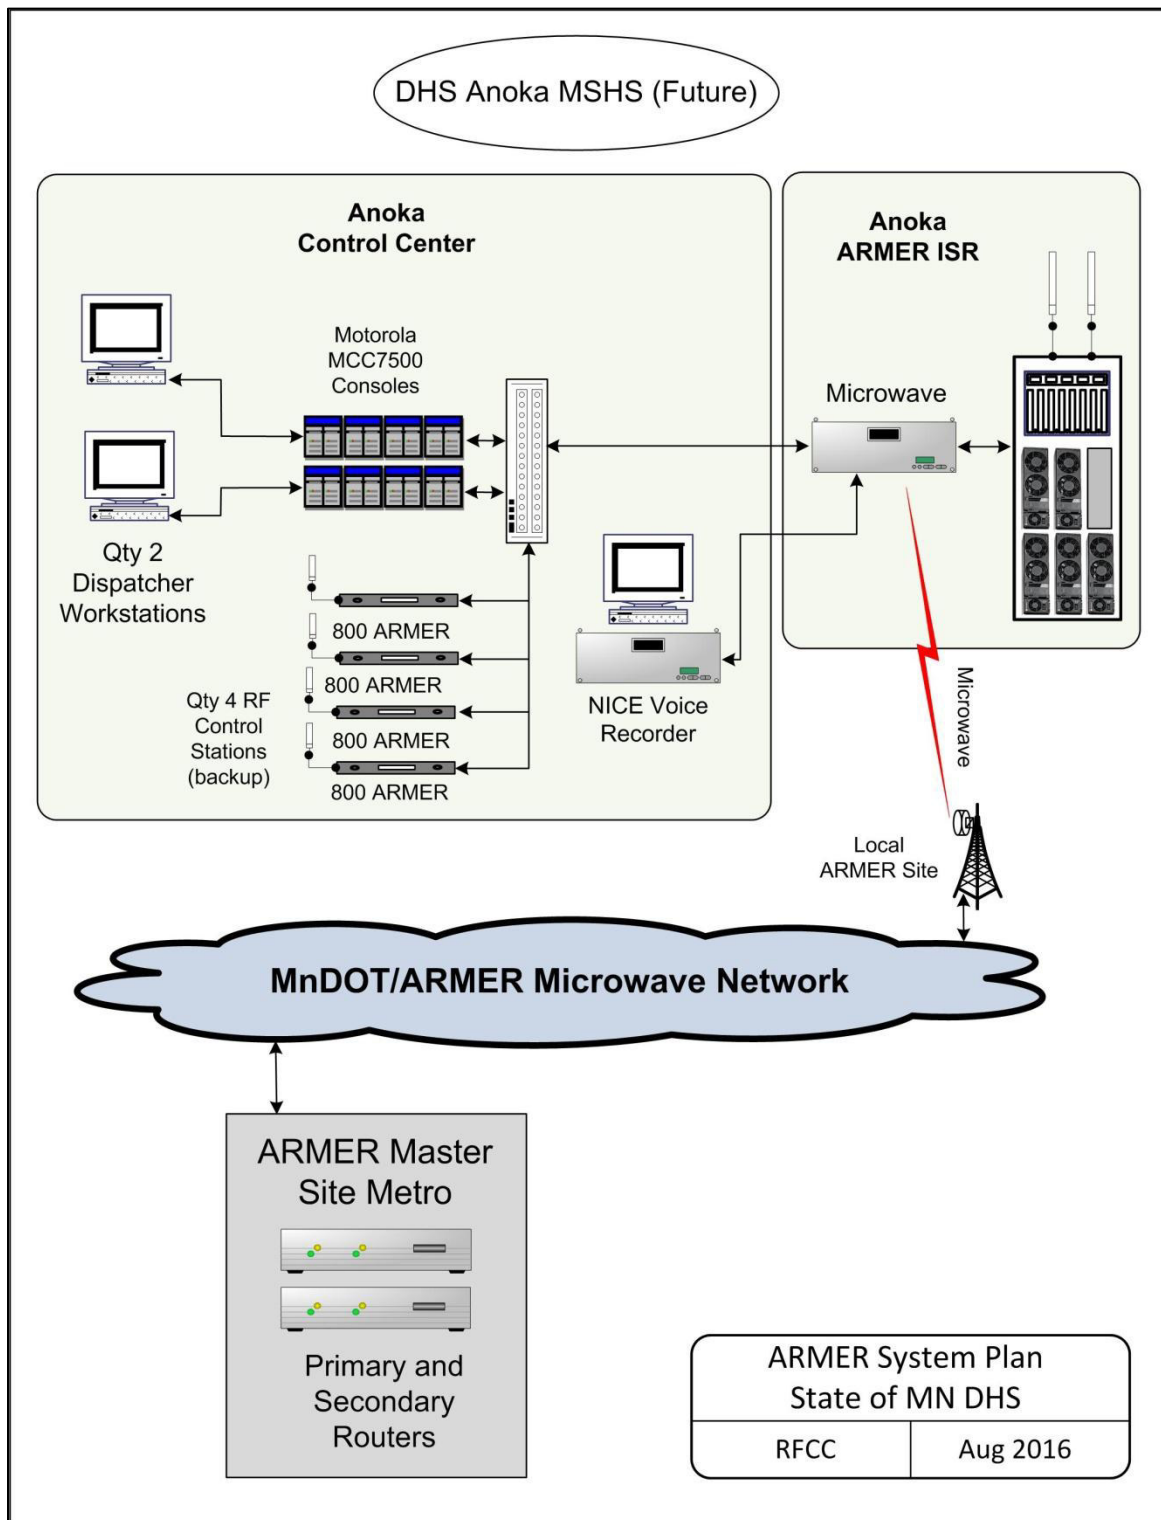 DHS Anoka MSHS (Future)
Anoka
Control Center
Motorola
MCC7500
Consoles
Qty 2
Dispatcher
Workstations
800 ARMER
800 ARMER
800 ARMER
800 ARMER
Qty 4 RF
Control
Stations
(backup)
NICE Voice
Recorder
Anoka
ARMER ISR
Microwave
Microwave
Local
ARMER Site
MnDOT/ARMER Microwave Network
ARMER Master
Site Metro
Primary and
Secondary
Routers
ARMER System Plan
State of MN DHS
RFCC
Aug 2016